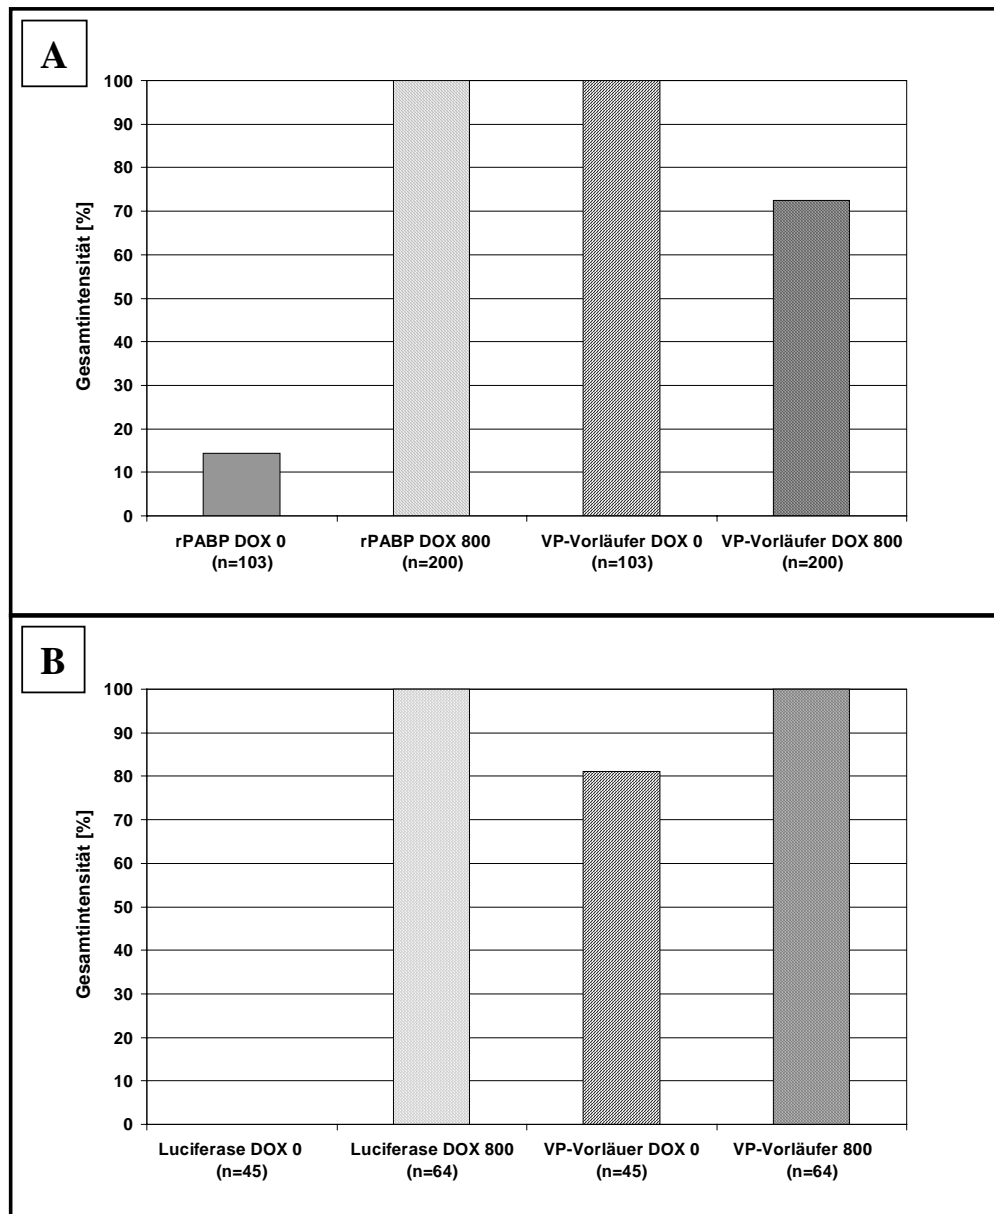 A
Gesamtintensität [%]
100
90
80
70
60
50
40
30
20
10
0
rPABP DOX 0
(n=103)
rPABP DOX 800
(n=200)
VP-Vorläufer DOX 0
(n=103)
VP-Vorläufer DOX 800
(n=200)
B
Gesamtintensität [%]
100
90
80
70
60
50
40
30
20
10
0
Luciferase DOX 0
(n=45)
Luciferase DOX 800
(n=64)
VP-Vorläuer DOX 0
(n=45)
VP-Vorläufer 800
(n=64)